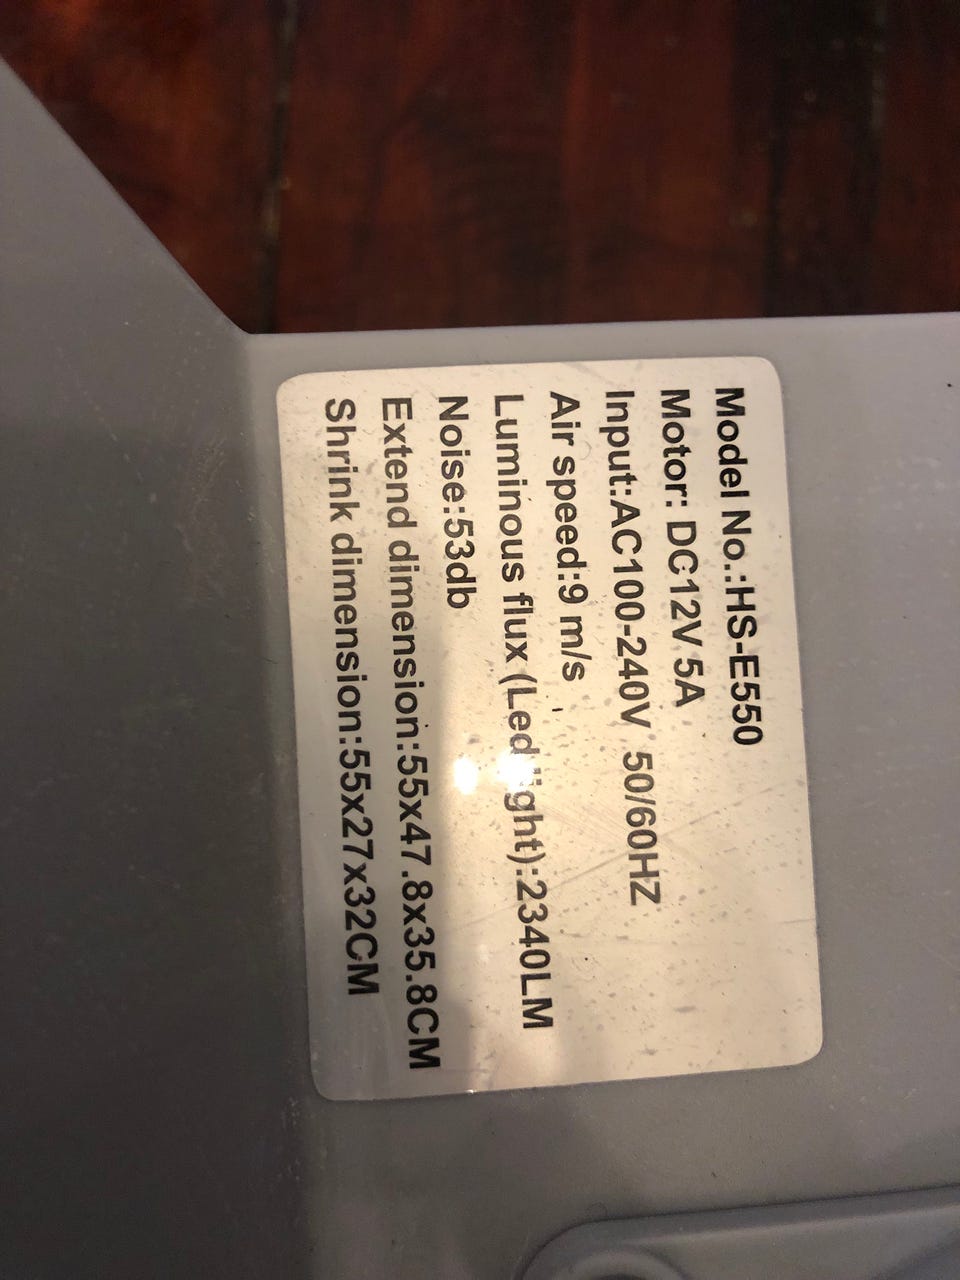 Model No.:HS-E550
Motor: DC12V 5A
Input:AC100-240V 50/60HZ
Air speed:9 m/s
Luminous flux (Led light):2340LM
Noise:53db
Extend dimension:55x47.8x35.8CM
Shrink dimension:55x27x32CM